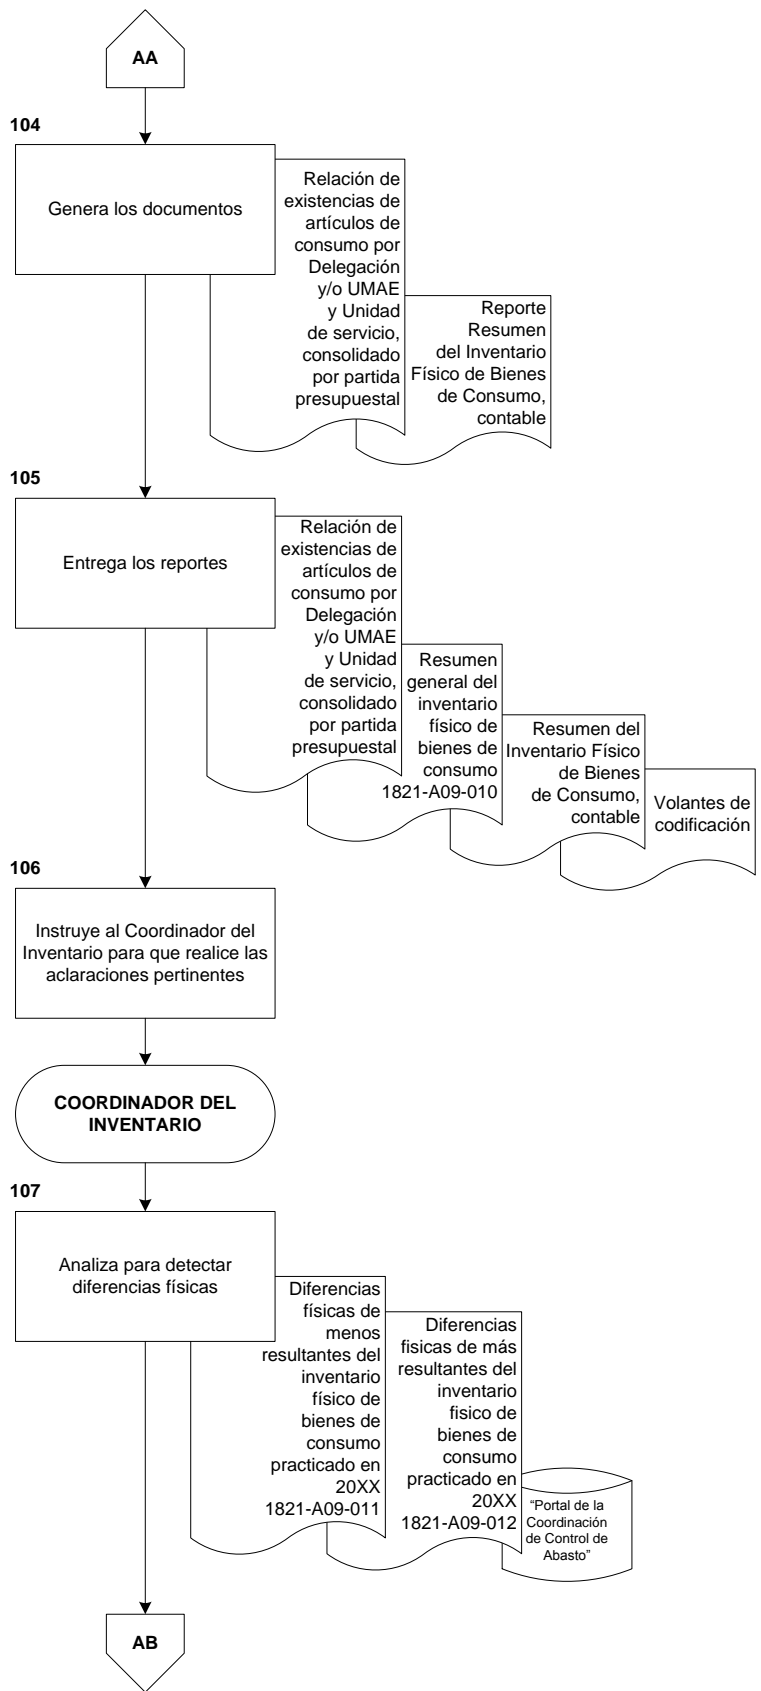 AA
104
Genera los documentos
Relación de
existencias de
artículos de
consumo por
Delegación
y/o UMAE
y Unidad
de servicio,
consolidado
por partida
presupuestal
Reporte
Resumen
del Inventario
Físico de Bienes
de Consumo,
contable
105
Entrega los reportes
Relación de
existencias de
artículos de
consumo por
Delegación
y/o UMAE
y Unidad
de servicio,
consolidado
por partida
presupuestal
Resumen
general del
inventario
físico de
bienes de
consumo
1821-A09-010
Resumen del
Inventario Físico
de Bienes
de Consumo,
contable
Volantes de
codificación
106
Instruye al Coordinador del
Inventario para que realice las
aclaraciones pertinentes
COORDINADOR DEL
INVENTARIO
107
Analiza para detectar
diferencias físicas
Diferencias
físicas de
menos
resultantes del
inventario
físico de
bienes de
consumo
practicado en
20XX
1821-A09-011
Diferencias
fisicas de más
resultantes del
inventario
fisico de
bienes de
consumo
practicado en
20XX
1821-A09-012
“Portal de la
Coordinación
de Control de
Abasto”
AB